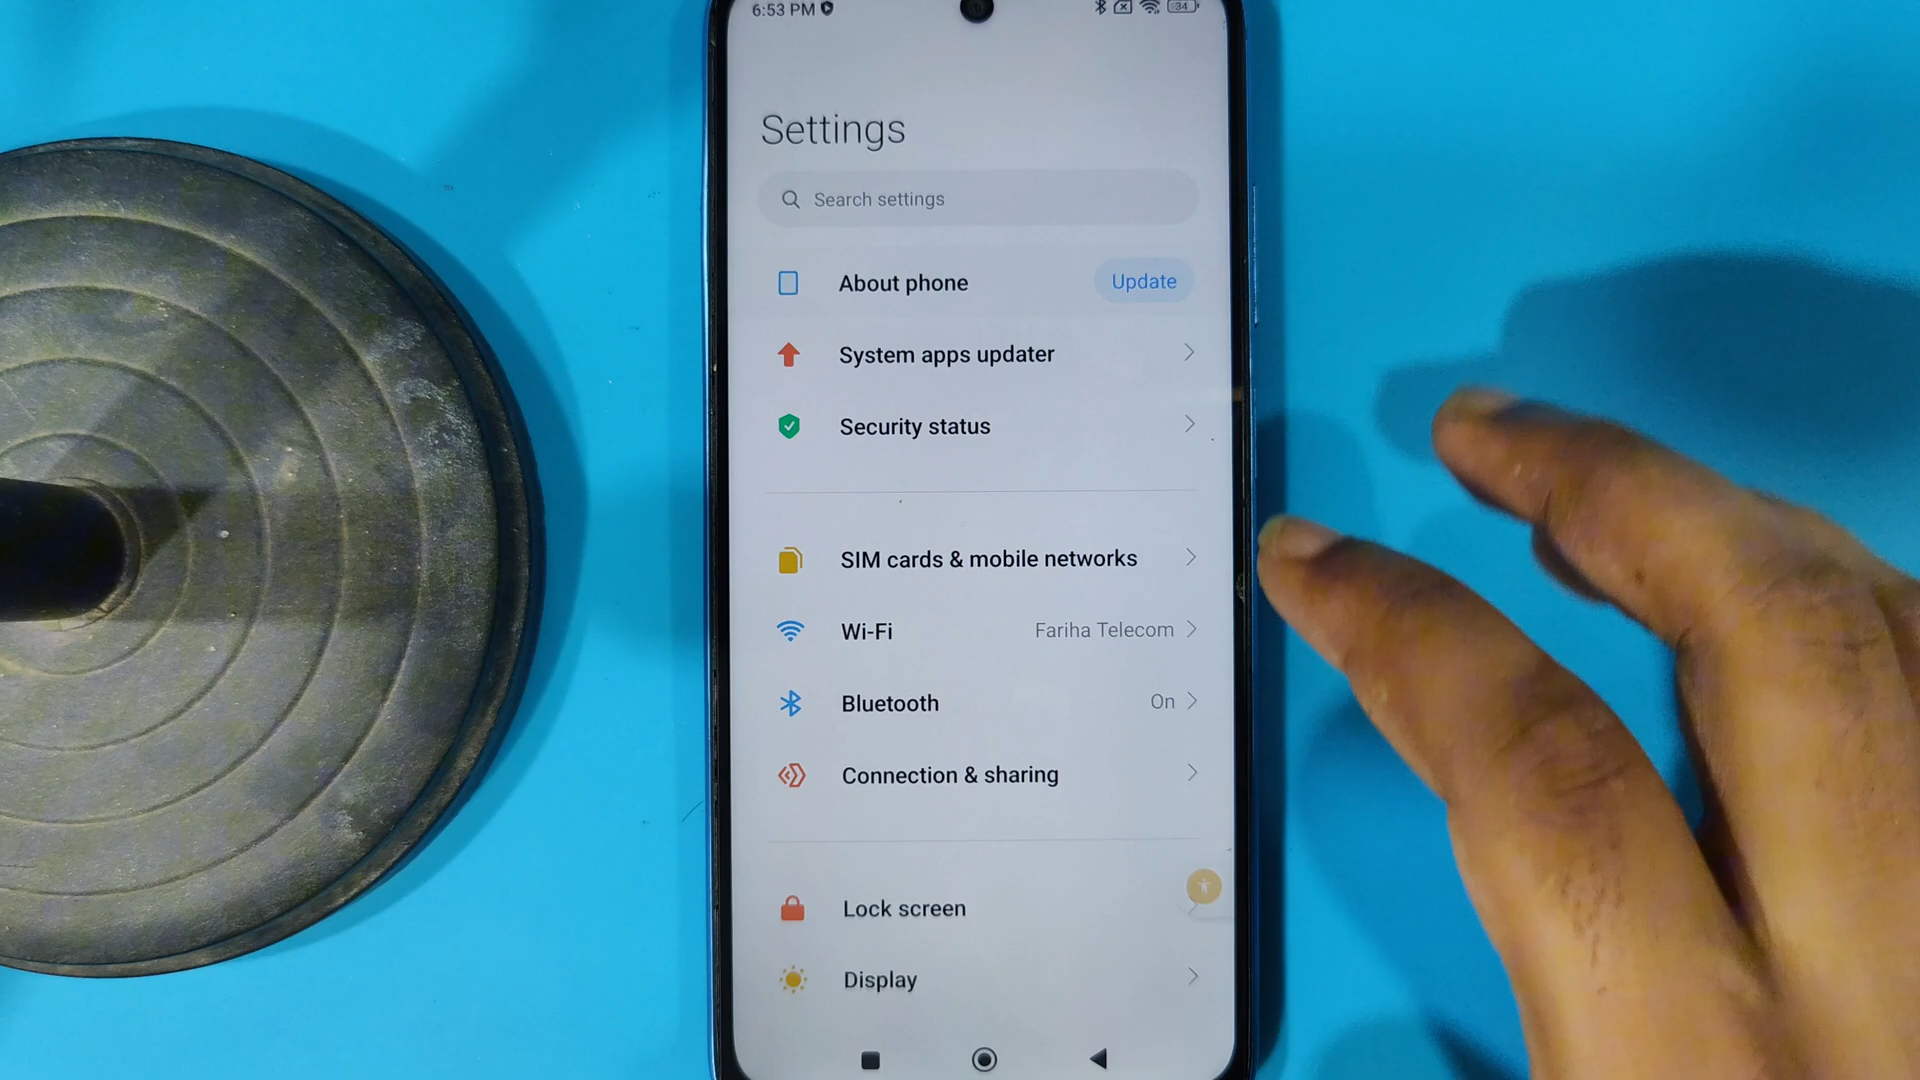 6:53 PM
34
Settings
Search settings
About phone
Update
System apps updater
Security status
SIM cards & mobile networks
Wi-Fi
Fariha Telecom
Bluetooth
On
Connection & sharing
Lock screen
Display